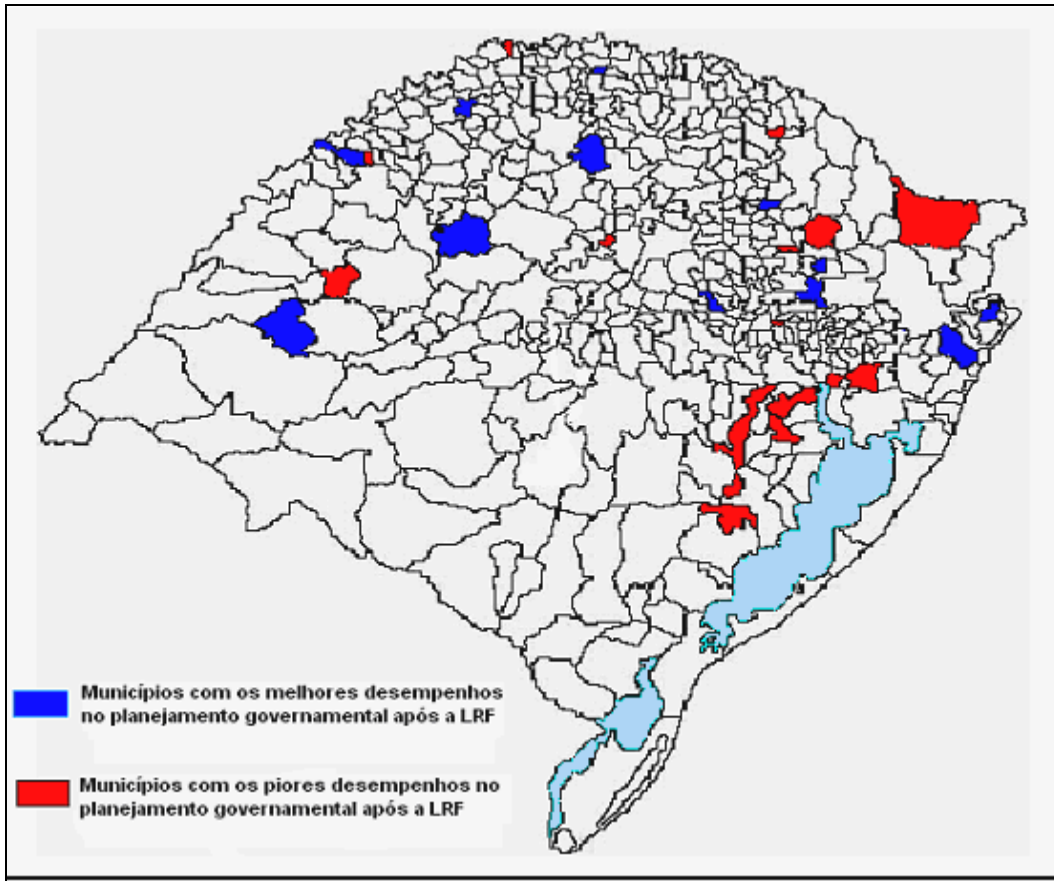 Municípios com os melhores desempenhos
no planejamento governamental após a LRF
Municípios com os piores desempenhos no
planejamento governamental após a LRF